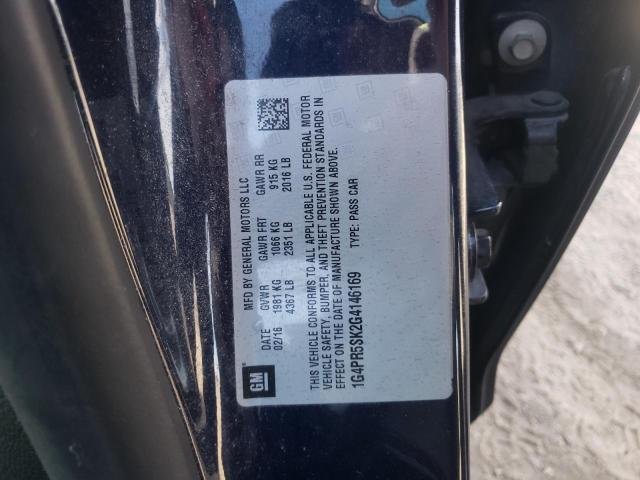 MFD BY GENERAL MOTORS LLC
DATE GVWR GAWR FRT GAWR RR
02/16 1981 KG 1066 KG 915 KG
4367 LB 2351 LB 2016 LB
THIS VEHICLE CONFORMS TO ALL APPLICABLE U.S. FEDERAL MOTOR
VEHICLE SAFETY, BUMPER, AND THEFT PREVENTION STANDARDS IN
EFFECT ON THE DATE OF MANUFACTURE SHOWN ABOVE.
1G4PR5SK2G4146169 TYPE: PASS CAR
GM